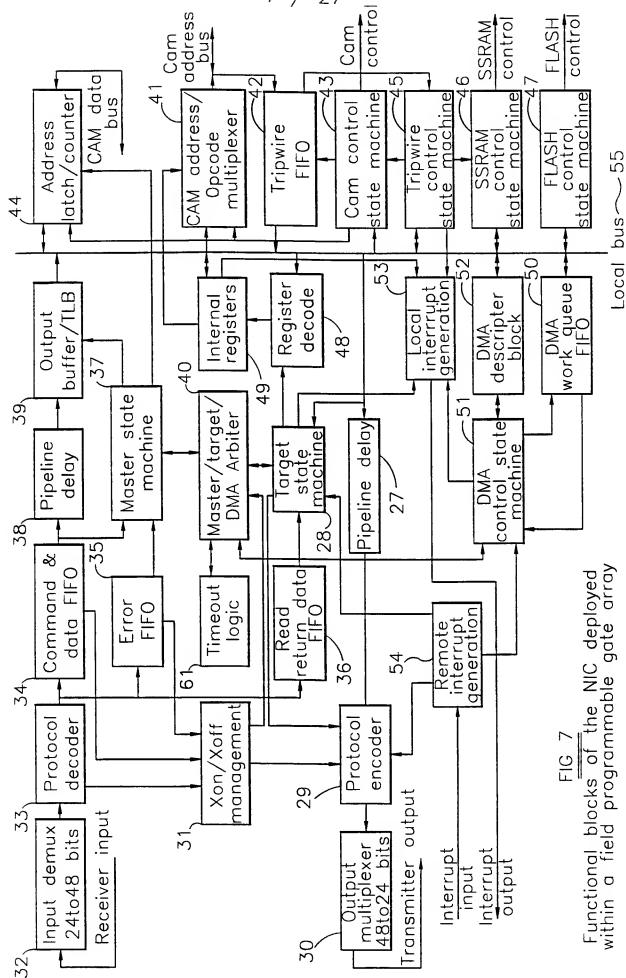 7 / 27
32
Input demux
24to48 bits
Receiver input
33
Protocol
decoder
34
Command &
data FIFO
38
Pipeline
delay
39
Output
buffer/TLB
44
Address
latch/counter
CAM data
bus
35
Error
FIFO
37
Master state
machine
31
Xon/Xoff
management
61
Timeout
logic
40
Master/target/
DMA Arbiter
49
Internal
registers
41
CAM address/
Opcode
multiplexer
Cam
address
bus
36
Read
return data
FIFO
28
Target
state
machine
48
Register
decode
42
Tripwire
FIFO
29
Protocol
encoder
27
Pipeline delay
53
Local
interrrupt
generation
43
Cam control
state machine
Cam
control
45
Tripwire
control
state machine
30
Output
multiplexer
48to24 bits
Transmitter output
54
Remote
interrupt
generation
51
DMA
control state
machine
52
DMA
descripter
block
46
SSRAM
control
state machine
SSRAM
control
50
DMA
work queue
FIFO
47
FLASH
control
state machine
FLASH
control
Interrupt
input
Interrupt
output
Local bus 55
FIG 7
Functional blocks of the NIC deployed
within a field programmable gate array